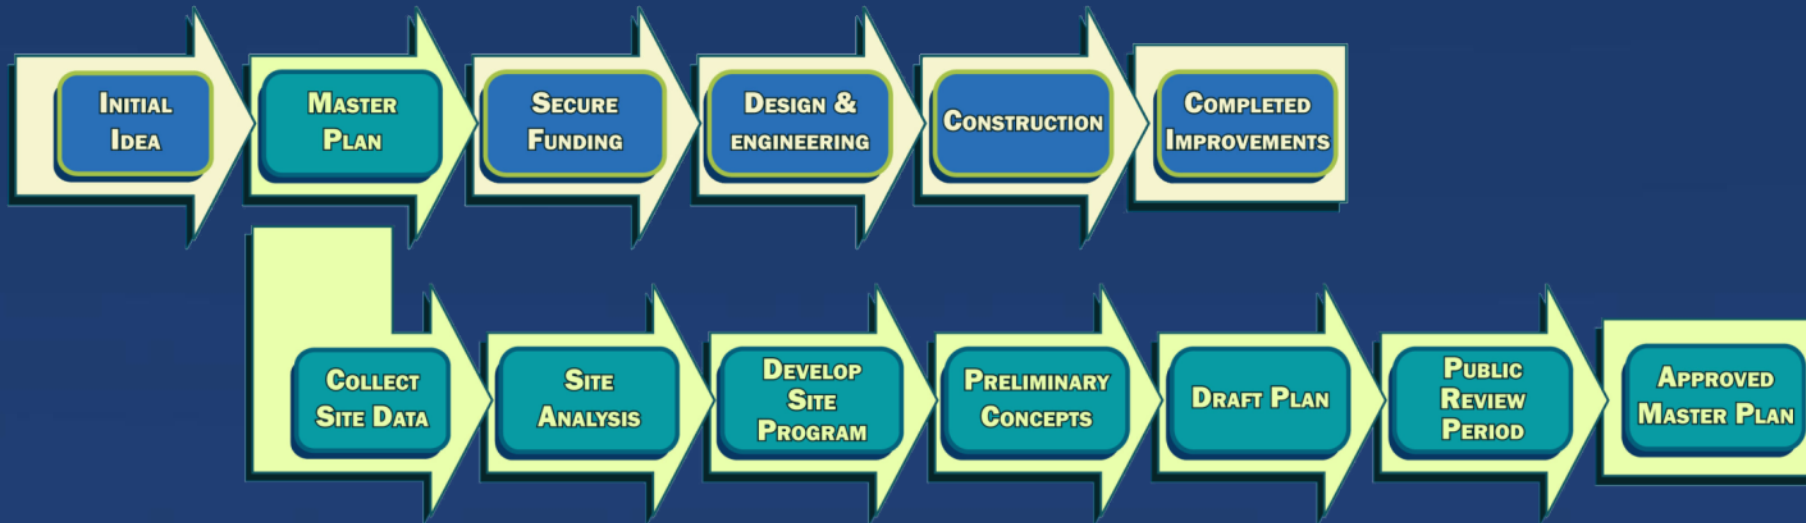 Initial
Idea
Master
Plan
Secure
Funding
Design &
engineering
Construction
Completed
Improvements
Collect
Site Data
Site
Analysis
Develop
Site
Program
Preliminary
Concepts
Draft Plan
Public
Review
Period
Approved
Master Plan